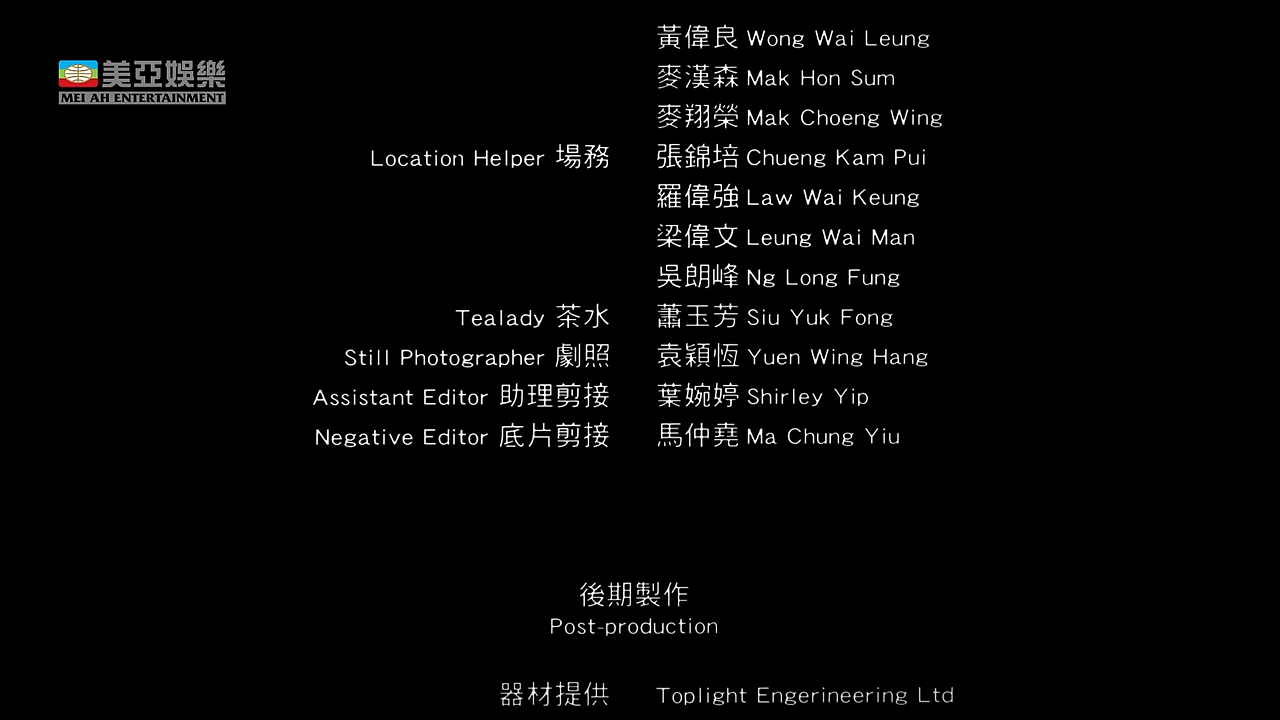 黃偉良 Wong Wai Leung
美亞娛樂
MEI AH ENTERTAINMENT
麥漢森 Mak Hon Sum
麥翔榮 Mak Choeng Wing
Location Helper 場務 張錦培 Chueng Kam Pui
羅偉強 Law Wai Keung
梁偉文 Leung Wai Man
吳朗峰 Ng Long Fung
Tealady 茶水 蕭玉芳 Siu Yuk Fong
Still Photographer 劇照 袁穎恆 Yuen Wing Hang
Assistant Editor 助理剪接 葉婉婷 Shirley Yip
Negative Editor 底片剪接 馬仲堯 Ma Chung Yiu
後期製作
Post-production
器材提供 Toplight Engerineering Ltd